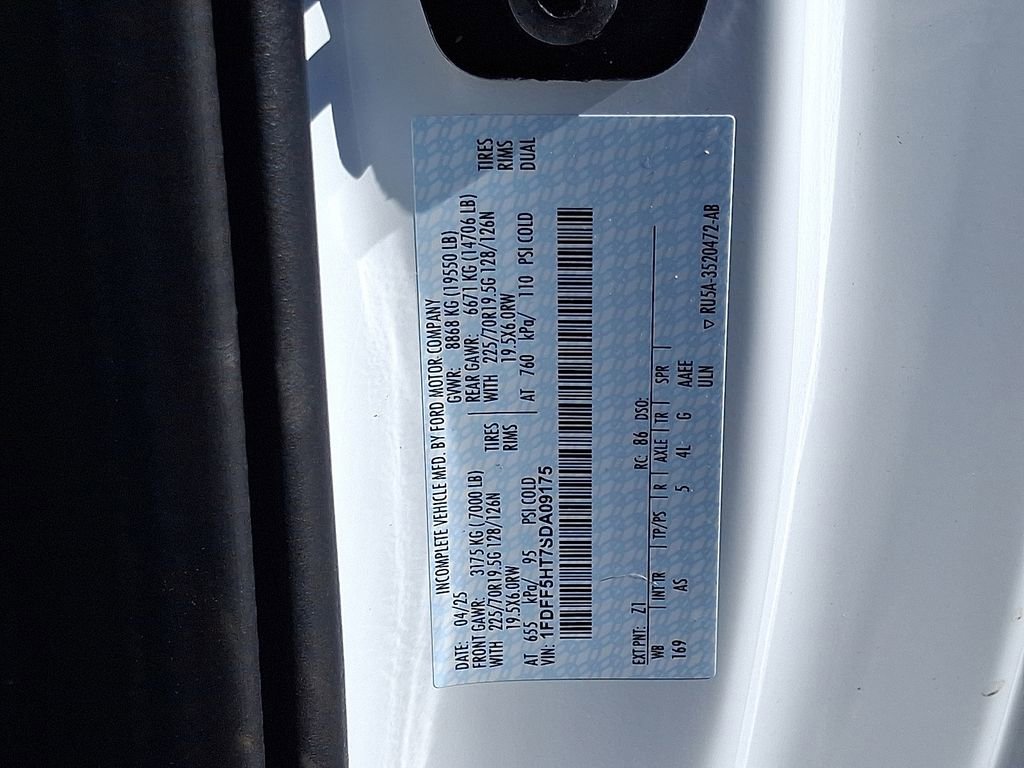 INCOMPLETE VEHICLE MFD. BY FORD MOTOR COMPANY
DATE: 04/25 GVWR: 8868 KG (19550 LB)
FRONT GAWR: 3175 KG (7000 LB) REAR GAWR: 6671 KG (14706 LB)
WITH 225/70R19.5G 128/126N TIRES WITH 225/70R19.5G 128/126N TIRES
19.5X6.0RW RIMS 19.5X6.0RW RIMS
AT 655 kPa/ 95 PSI COLD AT 760 kPa/ 110 PSI COLD DUAL
VIN: 1FDFF5HT7SDA09175
EXT PNT: Z1 RC: 86 DSO:
WB INT TR TP/PS R AXLE TR SPR
169 AS 5 4L G AAEE
ULN
▽ RU5A-3520472-AB